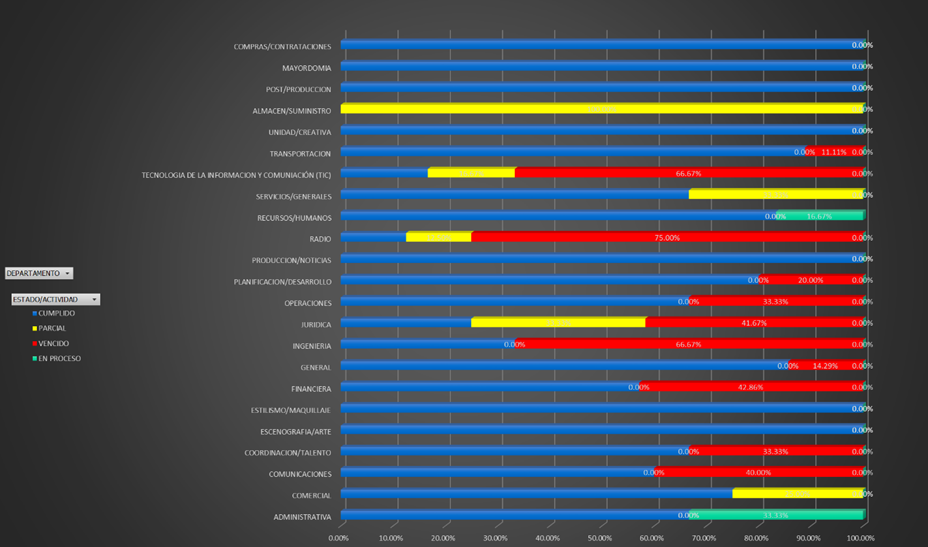 COMPRAS/CONTRATACIONES 0.00%
MAYORDOMIA 0.00%
POST/PRODUCCION 0.00%
ALMACEN/SUMINISTRO
UNIDAD/CREATIVA 0.00%
TRANSPORTACION 0.00% 11.11% 0.00%
TECNOLOGIA DE LA INFORMACION Y COMUNIACIÓN (TIC) 66.67% 0.00%
SERVICIOS/GENERALES
RECURSOS/HUMANOS 0.00% 16.67%
RADIO 75.00% 0.00%
PRODUCCION/NOTICIAS 0.00%
PLANIFICACION/DESARROLLO 0.00% 20.00% 0.00%
OPERACIONES 0.00% 33.33% 0.00%
JURIDICA 41.67% 0.00%
INGENIERIA 0.00% 66.67% 0.00%
GENERAL 0.00% 14.29% 0.00%
FINANCIERA 0.00% 42.86% 0.00%
ESTILISMO/MAQUILLAJE 0.00%
ESCENOGRAFIA/ARTE 0.00%
COORDINACION/TALENTO 0.00% 33.33% 0.00%
COMUNICACIONES 0.00% 40.00% 0.00%
COMERCIAL
ADMINISTRATIVA 0.00% 33.33%
0.00% 10.00% 20.00% 30.00% 40.00% 50.00% 60.00% 70.00% 80.00% 90.00% 100.00%
DEPARTAMENTO
ESTADO/ACTIVIDAD
CUMPLIDO
PARCIAL
VENCIDO
EN PROCESO